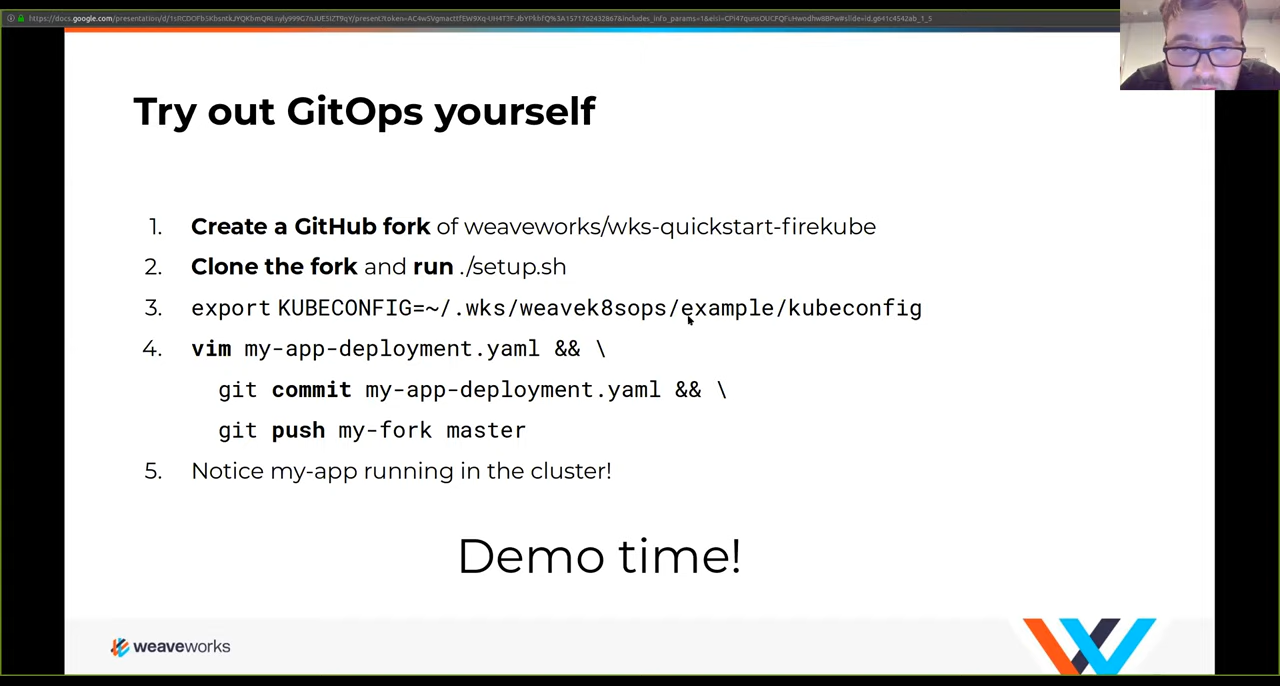 Try out GitOps yourself
1. Create a GitHub fork of weaveworks/wks-quickstart-firekube
2. Clone the fork and run ./setup.sh
3. export KUBECONFIG=~/.wks/weavek8sops/example/kubeconfig
4. vim my-app-deployment.yaml && \
git commit my-app-deployment.yaml && \
git push my-fork master
5. Notice my-app running in the cluster!
Demo time!
weaveworks